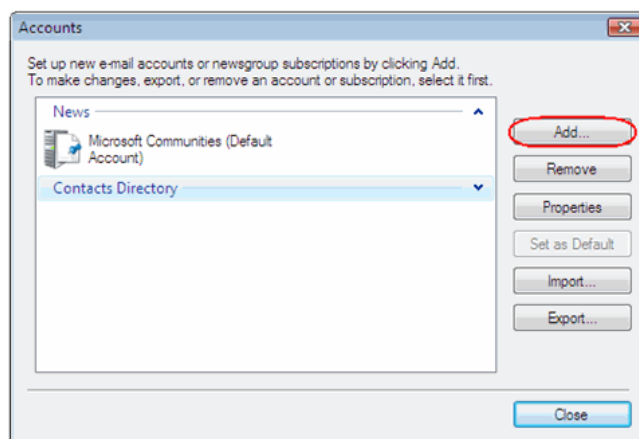 Accounts
Set up new e-mail accounts or newsgroup subscriptions by clicking Add.
To make changes, export, or remove an account or subscription, select it first.
News
Microsoft Communities (Default
Account)
Contacts Directory
Add...
Remove
Properties
Set as Default
Import...
Export...
Close